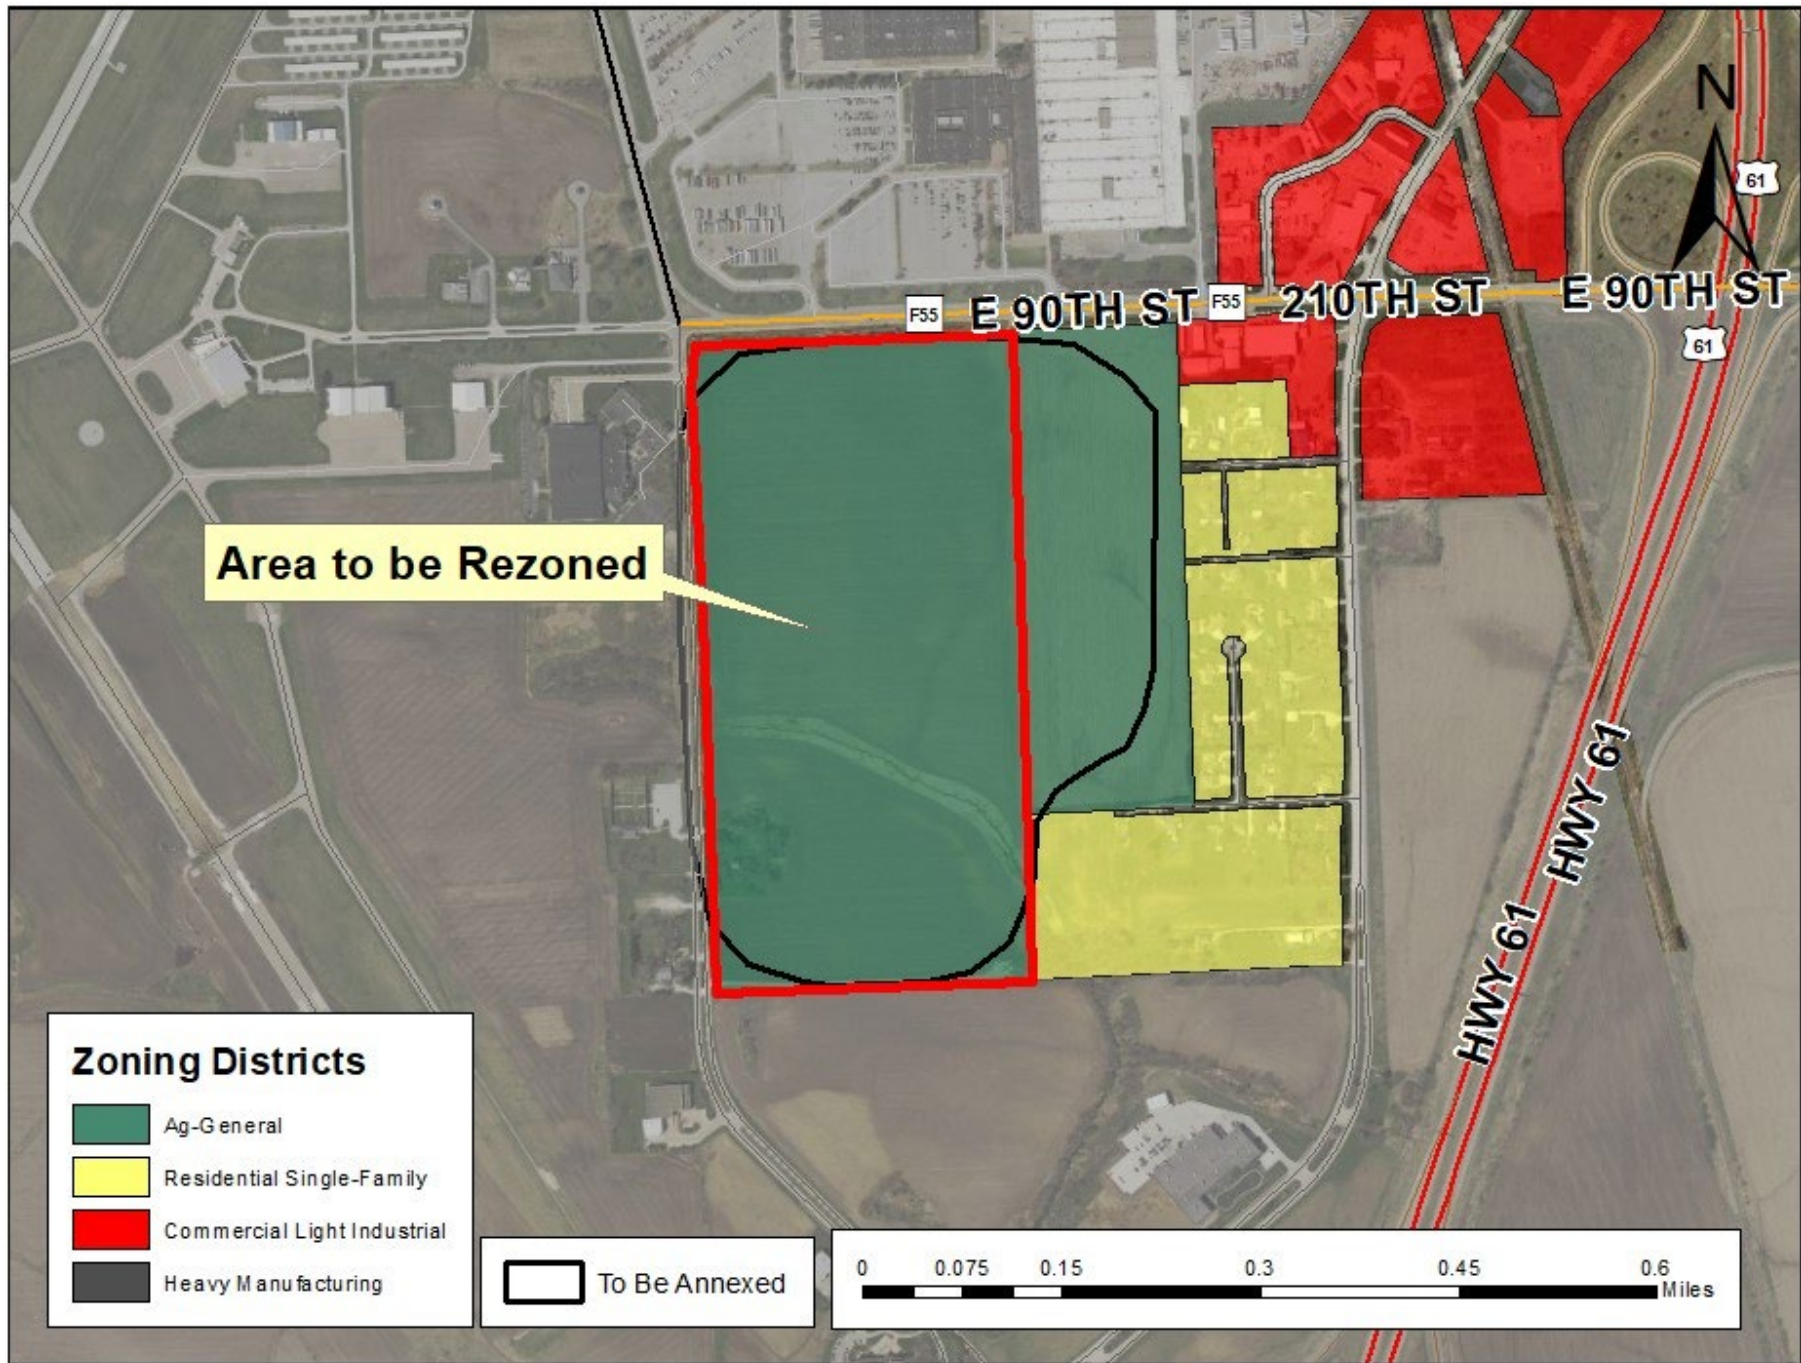 N
61
F55
E 90TH ST
F55
210TH ST
E 90TH ST
61
Area to be Rezoned
HWY 61
HWY 61
Zoning Districts
Ag-General
Residential Single-Family
Commercial Light Industrial
Heavy Manufacturing
To Be Annexed
0 0.075 0.15 0.3 0.45 0.6
Miles